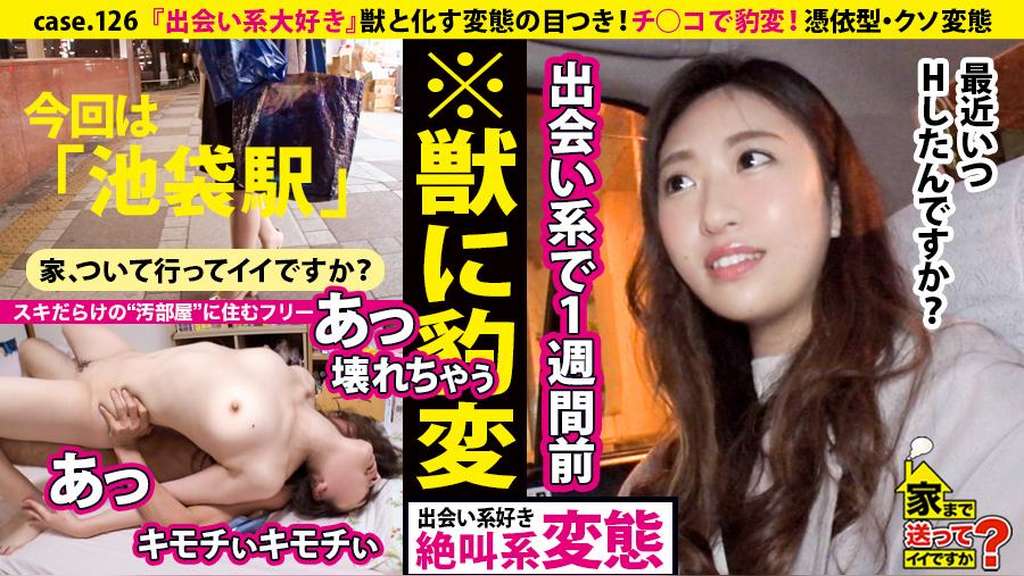 case.126 『出会い系大好き』獣と化す変態の目つき！チ◯コで豹変！憑依型・クソ変態
今回は
「池袋駅」
家、ついて行ってイイですか？
スキだらけの“汚部屋”に住むフリー
あっ
壊れちゃぅ
あっ
キモチぃキモチぃ
※獣に豹変
出会い系で1週間前
最近いつ
Hしたんですか？
出会い系好き
絶叫系変態
家まで
送って
イイですか？